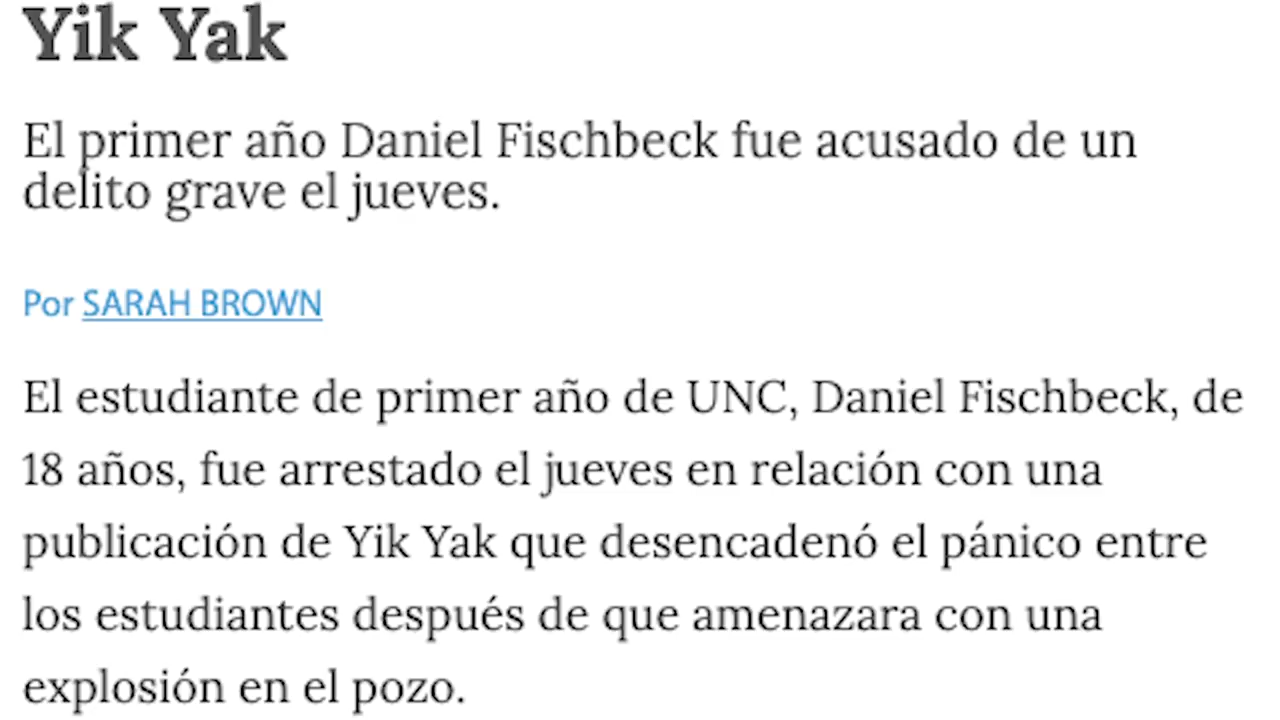 Yik Yak
El primer año Daniel Fischbeck fue acusado de un
delito grave el jueves.
Por SARAH BROWN
El estudiante de primer año de UNC, Daniel Fischbeck, de
18 años, fue arrestado el jueves en relación con una
publicación de Yik Yak que desencadenó el pánico entre
los estudiantes después de que amenazara con una
explosión en el pozo.